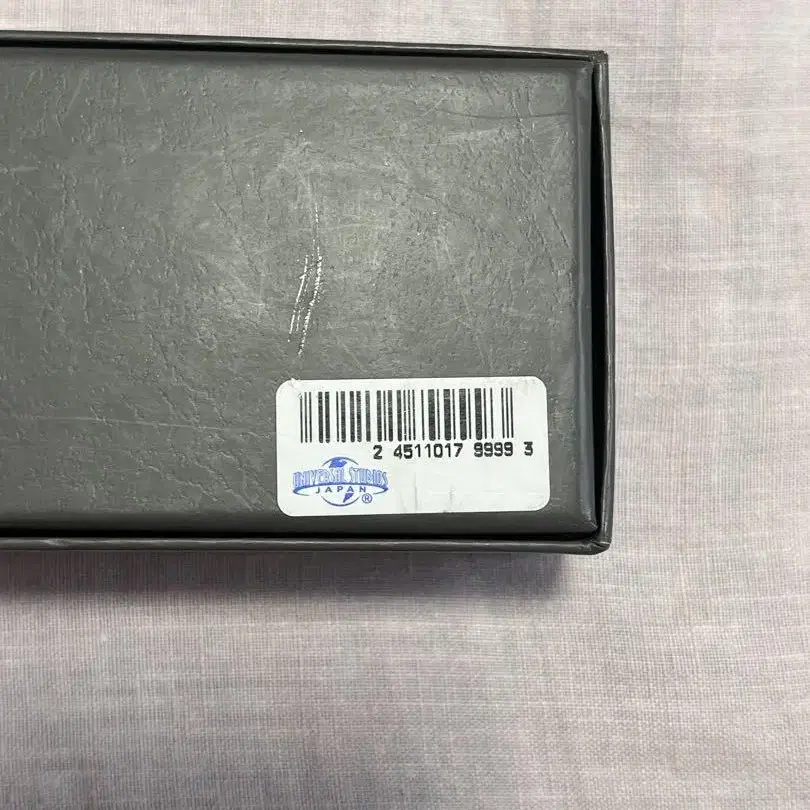 2 4511017 9999 3
UNIVERSAL STUDIOS
JAPAN ®